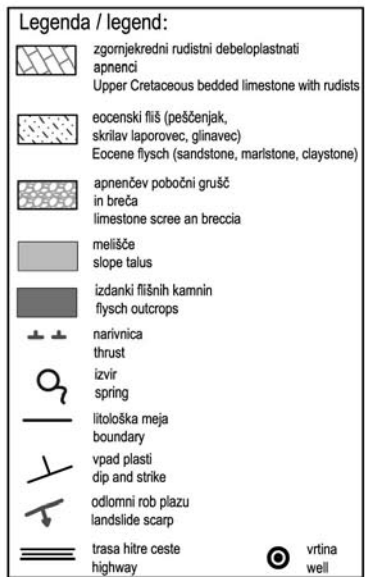 Legenda / legend:
zgornjekredni rudistni debeloplastnati
apnenci
Upper Cretaceous bedded limestone with rudists
eocenski fliš (peščenjak,
skrilav laporovec, glinavec)
Eocene flysch (sandstone, marlstone, claystone)
apnenčev pobočni grušč
in breča
limestone scree an breccia
melišče
slope talus
izdanki flišnih kamnin
flysch outcrops
narivnica
thrust
izvir
spring
litološka meja
boundary
vpad plasti
dip and strike
odlomni rob plazu
landslide scarp
trasa hitre ceste
highway
vrtina
well